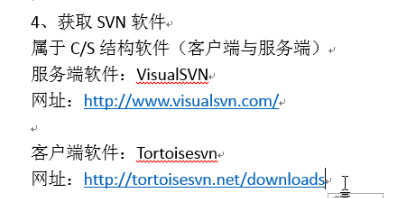 4、获取 SVN 软件
属于 C/S 结构软件（客户端与服务端）
服务端软件：VisualSVN
网址：http://www.visualsvn.com/
客户端软件：Tortoisesvn
网址：http://tortoisesvn.net/downloads